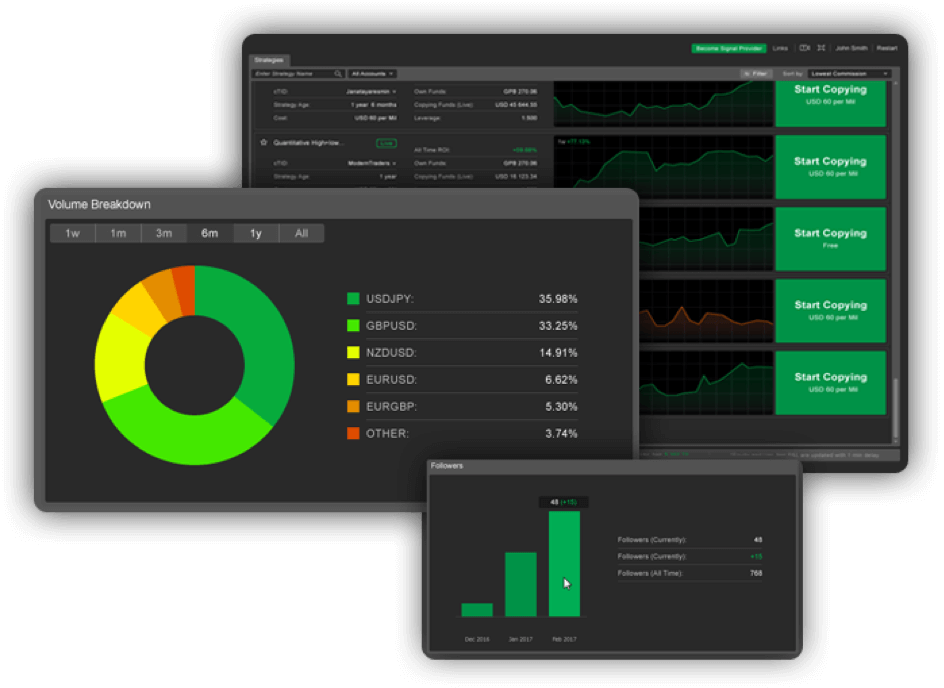 Become Signal Provider Links John Smith Restart
Strategies
Enter Strategy Name All Accounts Filter Sort by Lowest Commission
cTID: Own Funds: GPB 270.06
Strategy Age: 1 year 6 months Copying Funds (Live): USD 45 644.55
Cost: USD 60 per Mil Leverage: 1:500
Start Copying
USD 60 per Mil
Quantitative High+low... Live All Time ROI:
cTID: ModernTraders Own Funds: GPB 270.06
Strategy Age: 1 year Copying Funds (Live): USD 16 123.34
Start Copying
USD 60 per Mil
Start Copying
Free
Start Copying
USD 60 per Mil
Start Copying
USD 60 per Mil
are updated with 1 min delay.
Volume Breakdown
1w 1m 3m 6m 1y All
USDJPY: 35.98%
GBPUSD: 33.25%
NZDUSD: 14.91%
EURUSD: 6.62%
EURGBP: 5.30%
OTHER: 3.74%
Followers
48 (+15)
Followers (Currently): 48
Followers (Currently): +15
Followers (All Time): 768
Dec 2016 Jan 2017 Feb 2017